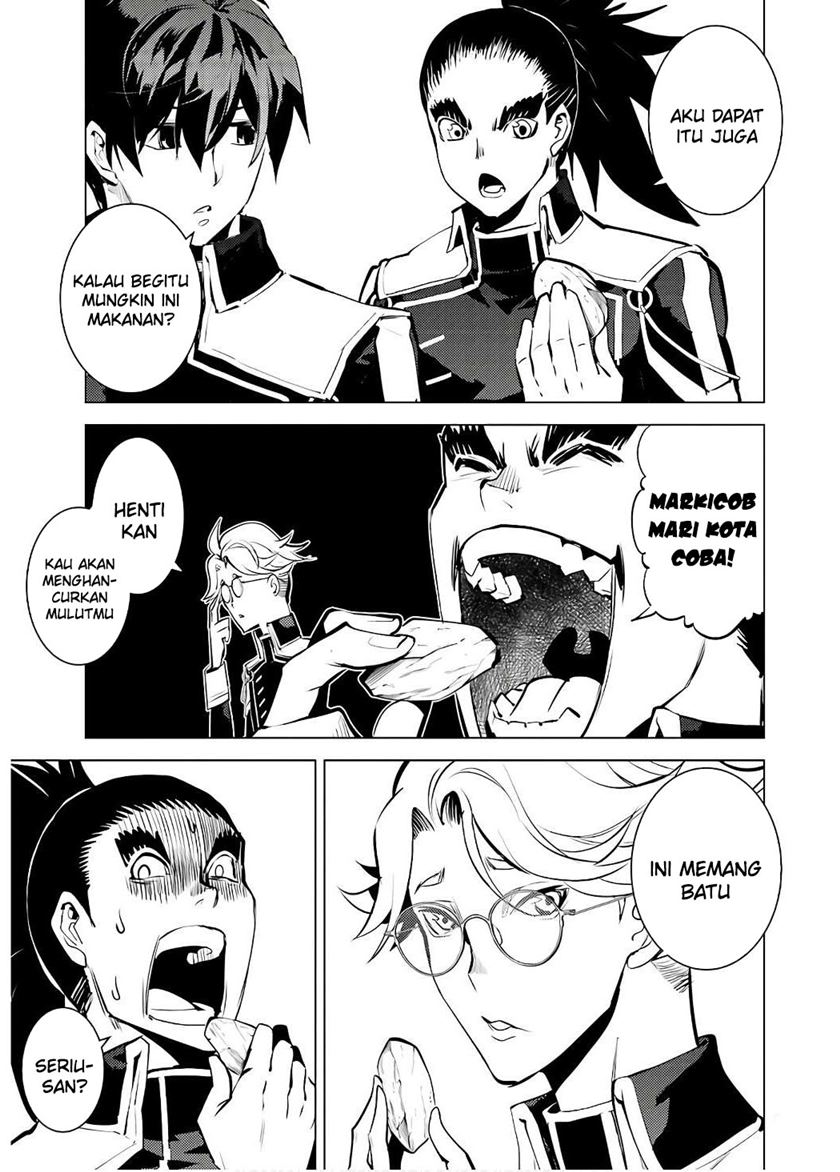 AKU DAPAT
ITU JUGA
KALAU BEGITU
MUNGKIN INI
MAKANAN?
MARKICOB
MARI KOTA
COBA!
HENTI
KAN
KAU AKAN
MENGHAN-
CURKAN
MULUTMU
INI MEMANG
BATU
SERIU-
SAN?